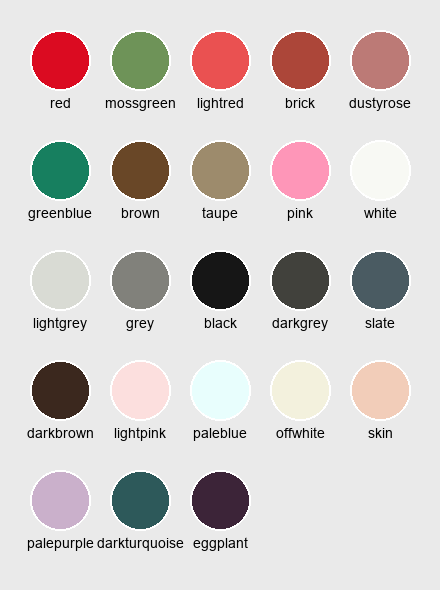 red mossgreen lightred brick dustyrose
greenblue brown taupe pink white
lightgrey grey black darkgrey slate
darkbrown lightpink paleblue offwhite skin
palepurple darkturquoise eggplant